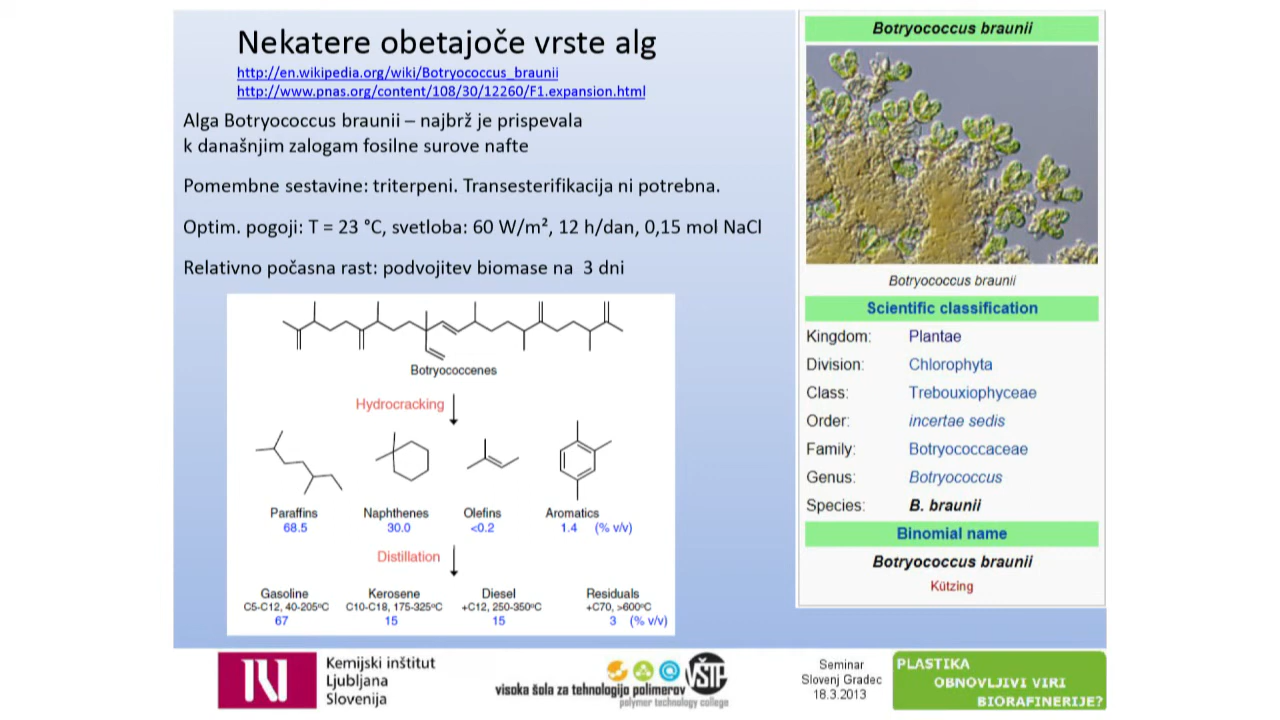 Nekatere obetajoče vrste alg
http://en.wikipedia.org/wiki/Botryococcus_braunii
http://www.pnas.org/content/108/30/12260/F1.expansion.html
Alga Botryococcus braunii – najbrž je prispevala
k današnjim zalogam fosilne surove nafte
Pomembne sestavine: triterpeni. Transesterifikacija ni potrebna.
Optim. pogoji: T = 23 °C, svetloba: 60 W/m², 12 h/dan, 0,15 mol NaCl
Relativno počasna rast: podvojitev biomase na 3 dni
Botryococcenes
Hydrocracking
Paraffins Naphthenes Olefins Aromatics
68.5 30.0 <0.2 1.4 (% v/v)
Distillation
Gasoline Kerosene Diesel Residuals
C5-C12, 40-205ºC C10-C18, 175-325ºC +C12, 250-350ºC +C70, >600ºC
67 15 15 3 (% v/v)
Botryococcus braunii
Botryococcus braunii
Scientific classification
Kingdom: Plantae
Division: Chlorophyta
Class: Trebouxiophyceae
Order: incertae sedis
Family: Botryococcaceae
Genus: Botryococcus
Species: B. braunii
Binomial name
Botryococcus braunii
Kützing
Kemijski inštitut
Ljubljana
Slovenija
VŠTP
visoka šola za tehnologijo polimerov
polymer technology college
Seminar
Slovenj Gradec
18.3.2013
PLASTIKA
OBNOVLJIVI VIRI
BIORAFINERIJE?